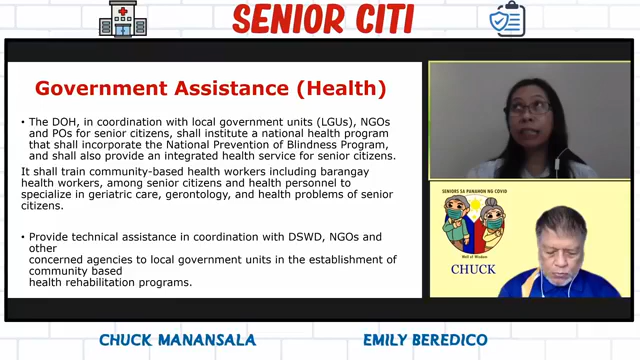 SENIOR CITI
Government Assistance (Health)
• The DOH, in coordination with local government units (LGUs), NGOs
and POs for senior citizens, shall institute a national health program
that shall incorporate the National Prevention of Blindness Program,
and shall also provide an integrated health service for senior citizens.
It shall train community-based health workers including barangay
health workers, among senior citizens and health personnel to
specialize in geriatric care, gerontology, and health problems of senior
citizens.
• Provide technical assistance in coordination with DSWD, NGOs and
other
concerned agencies to local government units in the establishment of
community based
health rehabilitation programs.
SENIORS SA PANAHON NG COVID
Well of Wisdom
CHUCK
CHUCK MANANSALA
EMILY BEREDICO